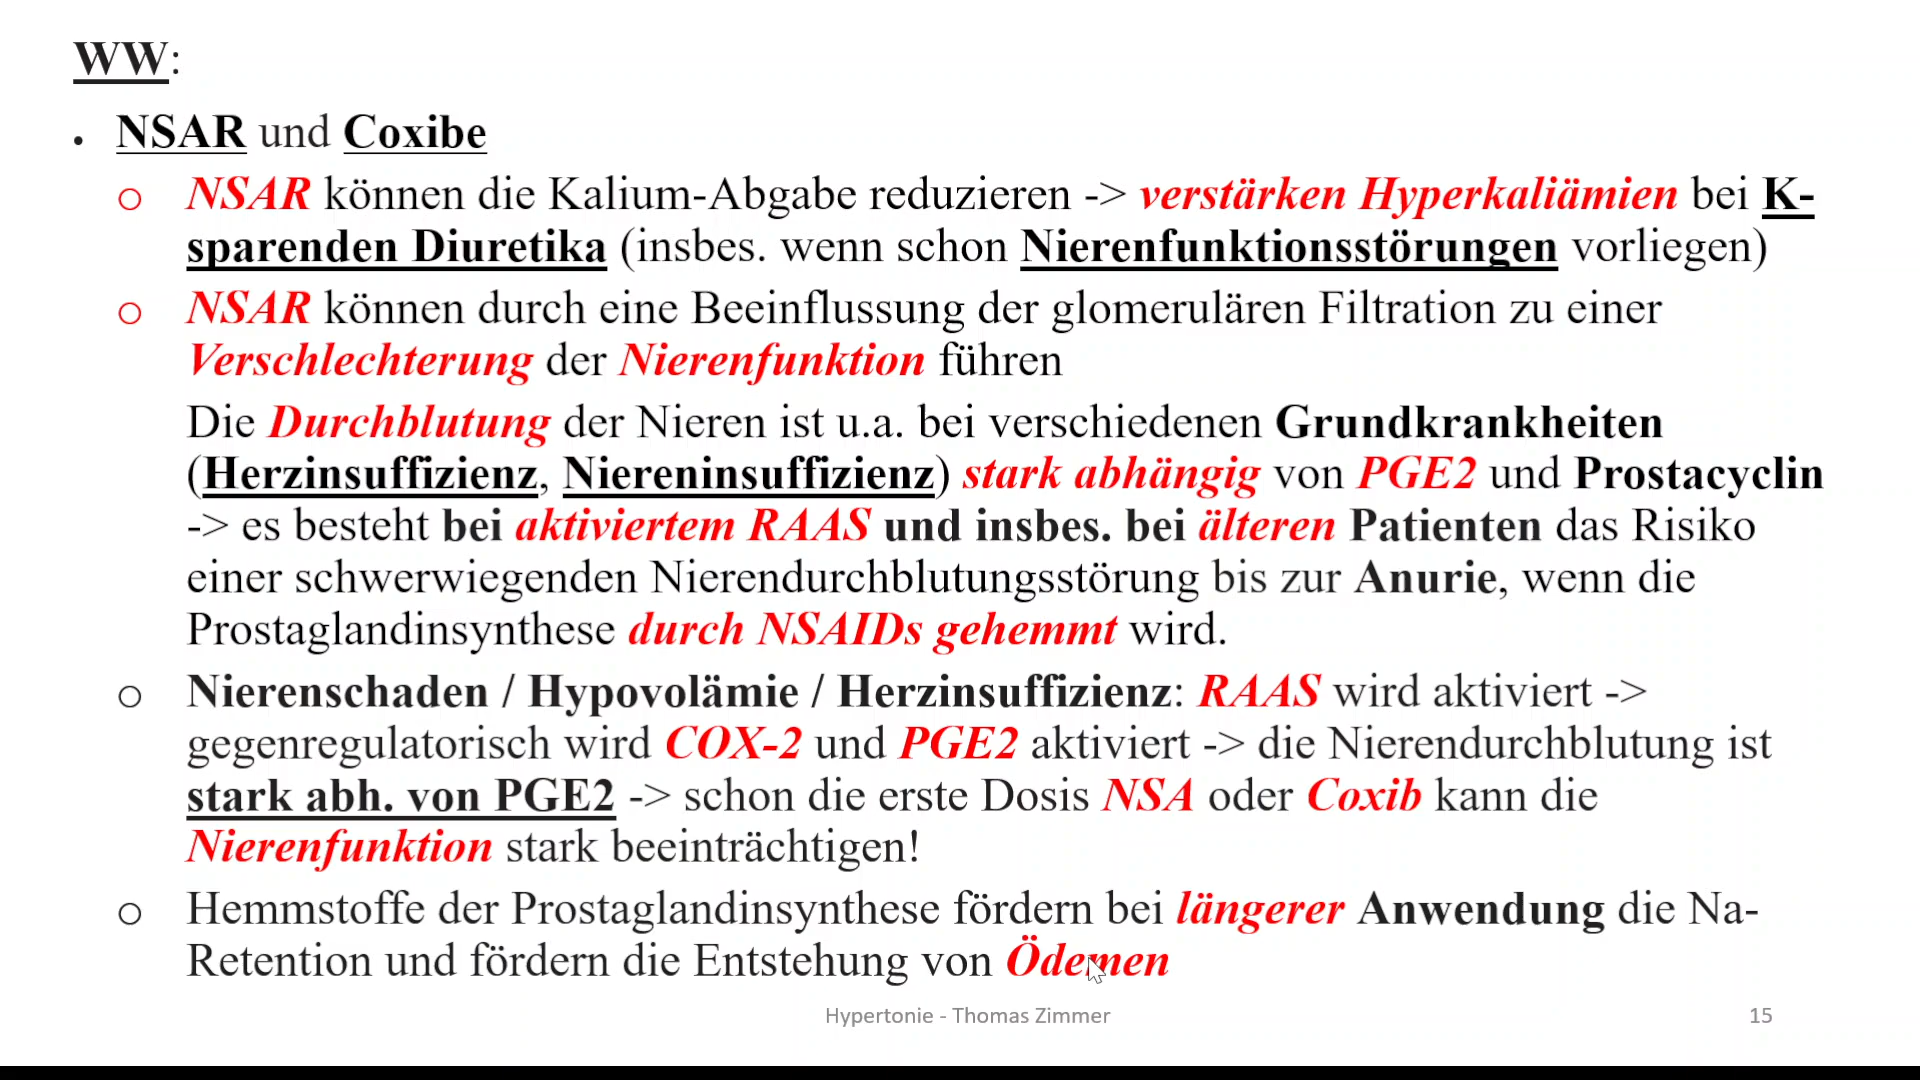 WW:
• NSAR und Coxibe
o NSAR können die Kalium-Abgabe reduzieren -> verstärken Hyperkaliämien bei K-
sparenden Diuretika (insbes. wenn schon Nierenfunktionsstörungen vorliegen)
o NSAR können durch eine Beeinflussung der glomerulären Filtration zu einer
Verschlechterung der Nierenfunktion führen
Die Durchblutung der Nieren ist u.a. bei verschiedenen Grundkrankheiten
(Herzinsuffizienz, Niereninsuffizienz) stark abhängig von PGE2 und Prostacyclin
-> es besteht bei aktiviertem RAAS und insbes. bei älteren Patienten das Risiko
einer schwerwiegenden Nierendurchblutungsstörung bis zur Anurie, wenn die
Prostaglandinsynthese durch NSAIDs gehemmt wird.
o Nierenschaden / Hypovolämie / Herzinsuffizienz: RAAS wird aktiviert ->
gegenregulatorisch wird COX-2 und PGE2 aktiviert -> die Nierendurchblutung ist
stark abh. von PGE2 -> schon die erste Dosis NSA oder Coxib kann die
Nierenfunktion stark beeinträchtigen!
o Hemmstoffe der Prostaglandinsynthese fördern bei längerer Anwendung die Na-
Retention und fördern die Entstehung von Ödemen
Hypertonie - Thomas Zimmer
15